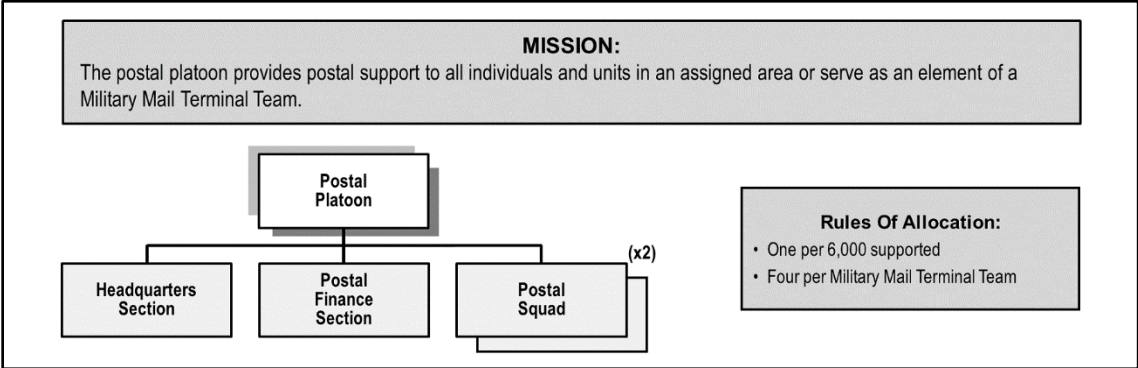 MISSION:
The postal platoon provides postal support to all individuals and units in an assigned area or serve as an element of a
Military Mail Terminal Team.
Postal
Platoon
(x2)
Headquarters
Section
Postal
Finance
Section
Postal
Squad
Rules Of Allocation:
• One per 6,000 supported
• Four per Military Mail Terminal Team